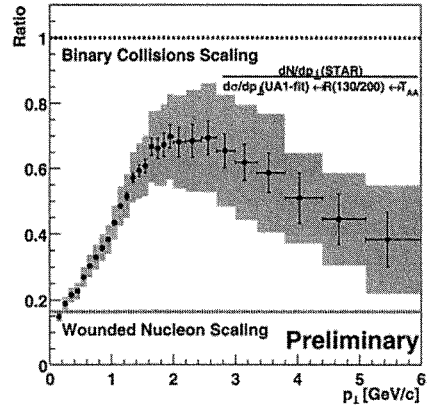 Ratio
1
Binary Collisions Scaling
dN/dp⊥(STAR)
dσ/dp⊥(UA1-fit) ↔R(130/200) ↔T_AA
0.8
0.6
0.4
0.2
Wounded Nucleon Scaling
Preliminary
0
0 1 2 3 4 5 6
p⊥ [GeV/c]